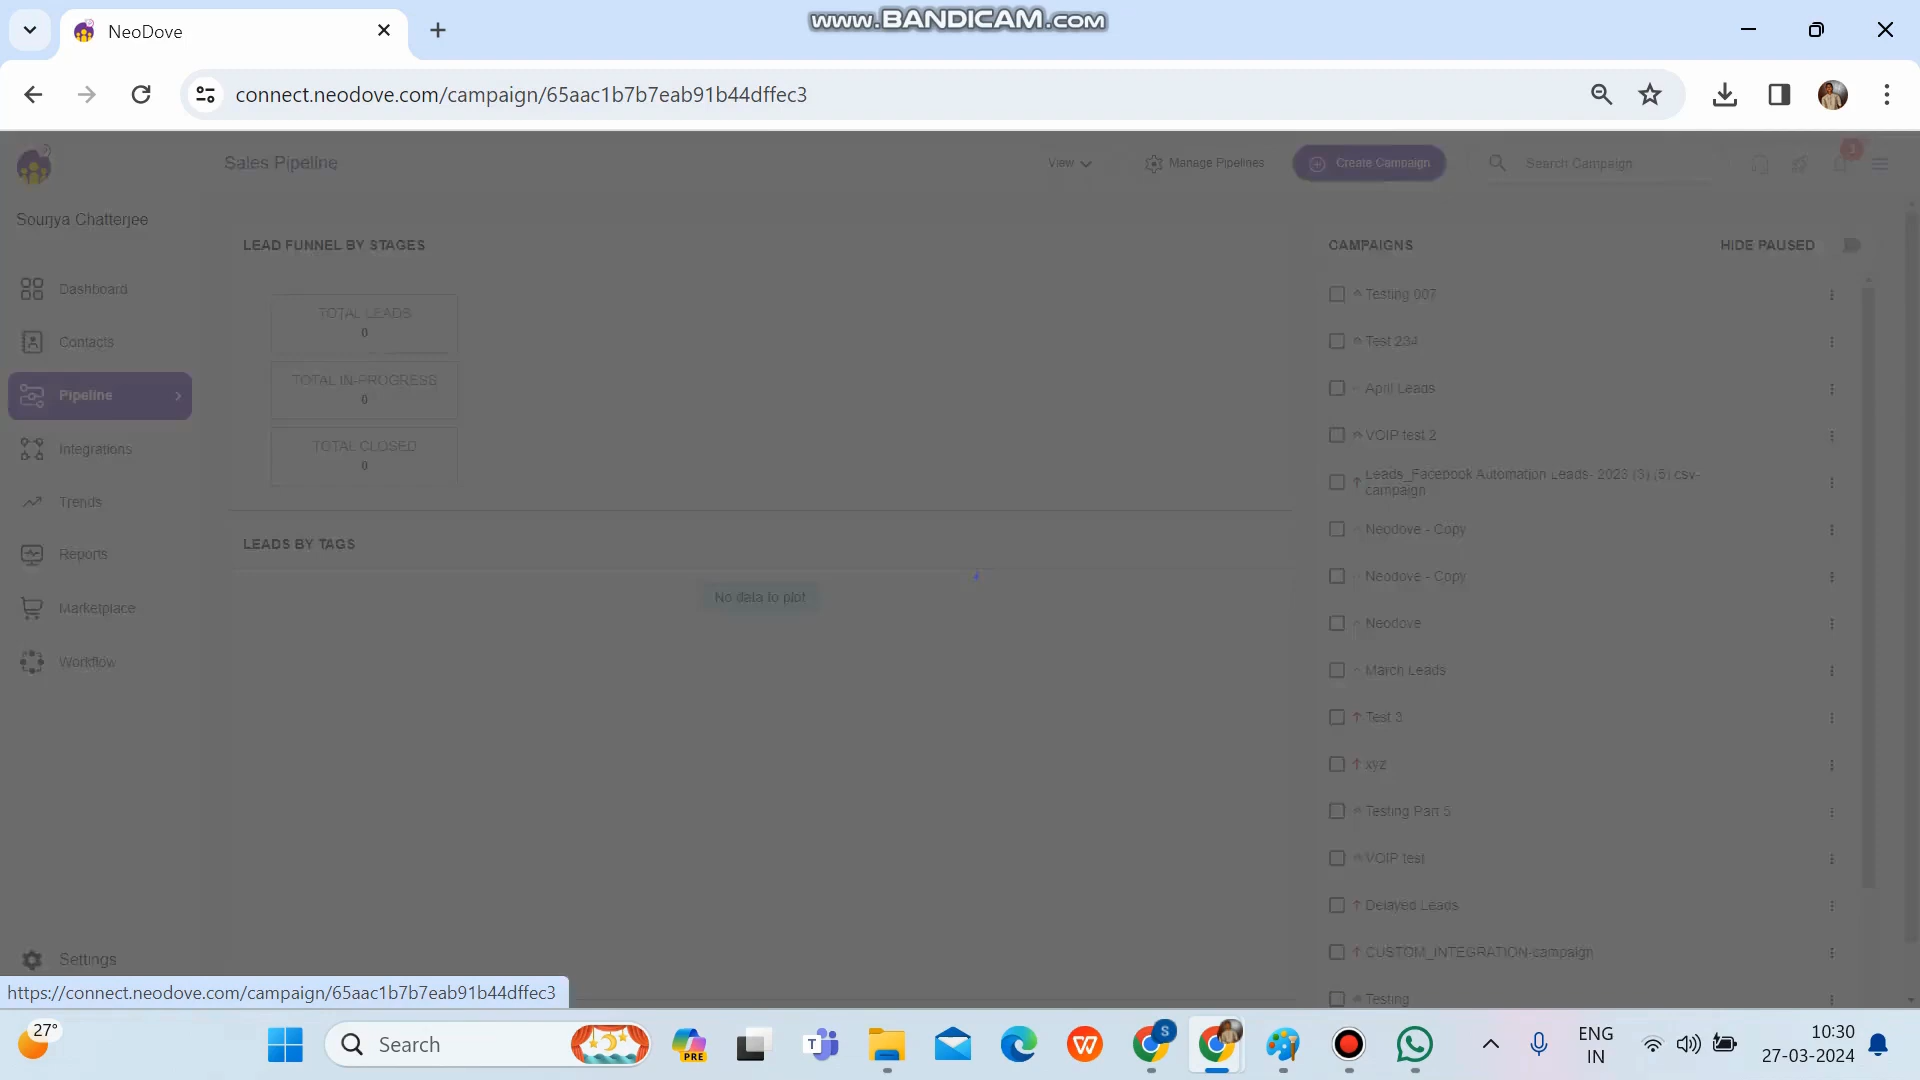 NeoDove
www.BANDICAM.com
connect.neodove.com/campaign/65aac1b7b7eab91b44dffec3
Sales Pipeline
View
Manage Pipelines
Create Campaign
Search Campaign
3
Sourjya Chatterjee
Dashboard
Contacts
Pipeline
Integrations
Trends
Reports
Marketplace
Workflow
Settings
LEAD FUNNEL BY STAGES
TOTAL LEADS
0
TOTAL IN-PROGRESS
0
TOTAL CLOSED
0
LEADS BY TAGS
No data to plot
CAMPAIGNS
HIDE PAUSED
Testing 007
Test 234
April Leads
VOIP test 2
Leads_Facebook Automation Leads- 2023 (3) (5) csv-
campaign
Neodove - Copy
Neodove - Copy
Neodove
March Leads
Test 3
xyz
Testing Part 5
VOIP test
Delayed Leads
CUSTOM_INTEGRATION-campaign
Testing
https://connect.neodove.com/campaign/65aac1b7b7eab91b44dffec3
27°
Search
PRE
S
ENG
IN
10:30
27-03-2024